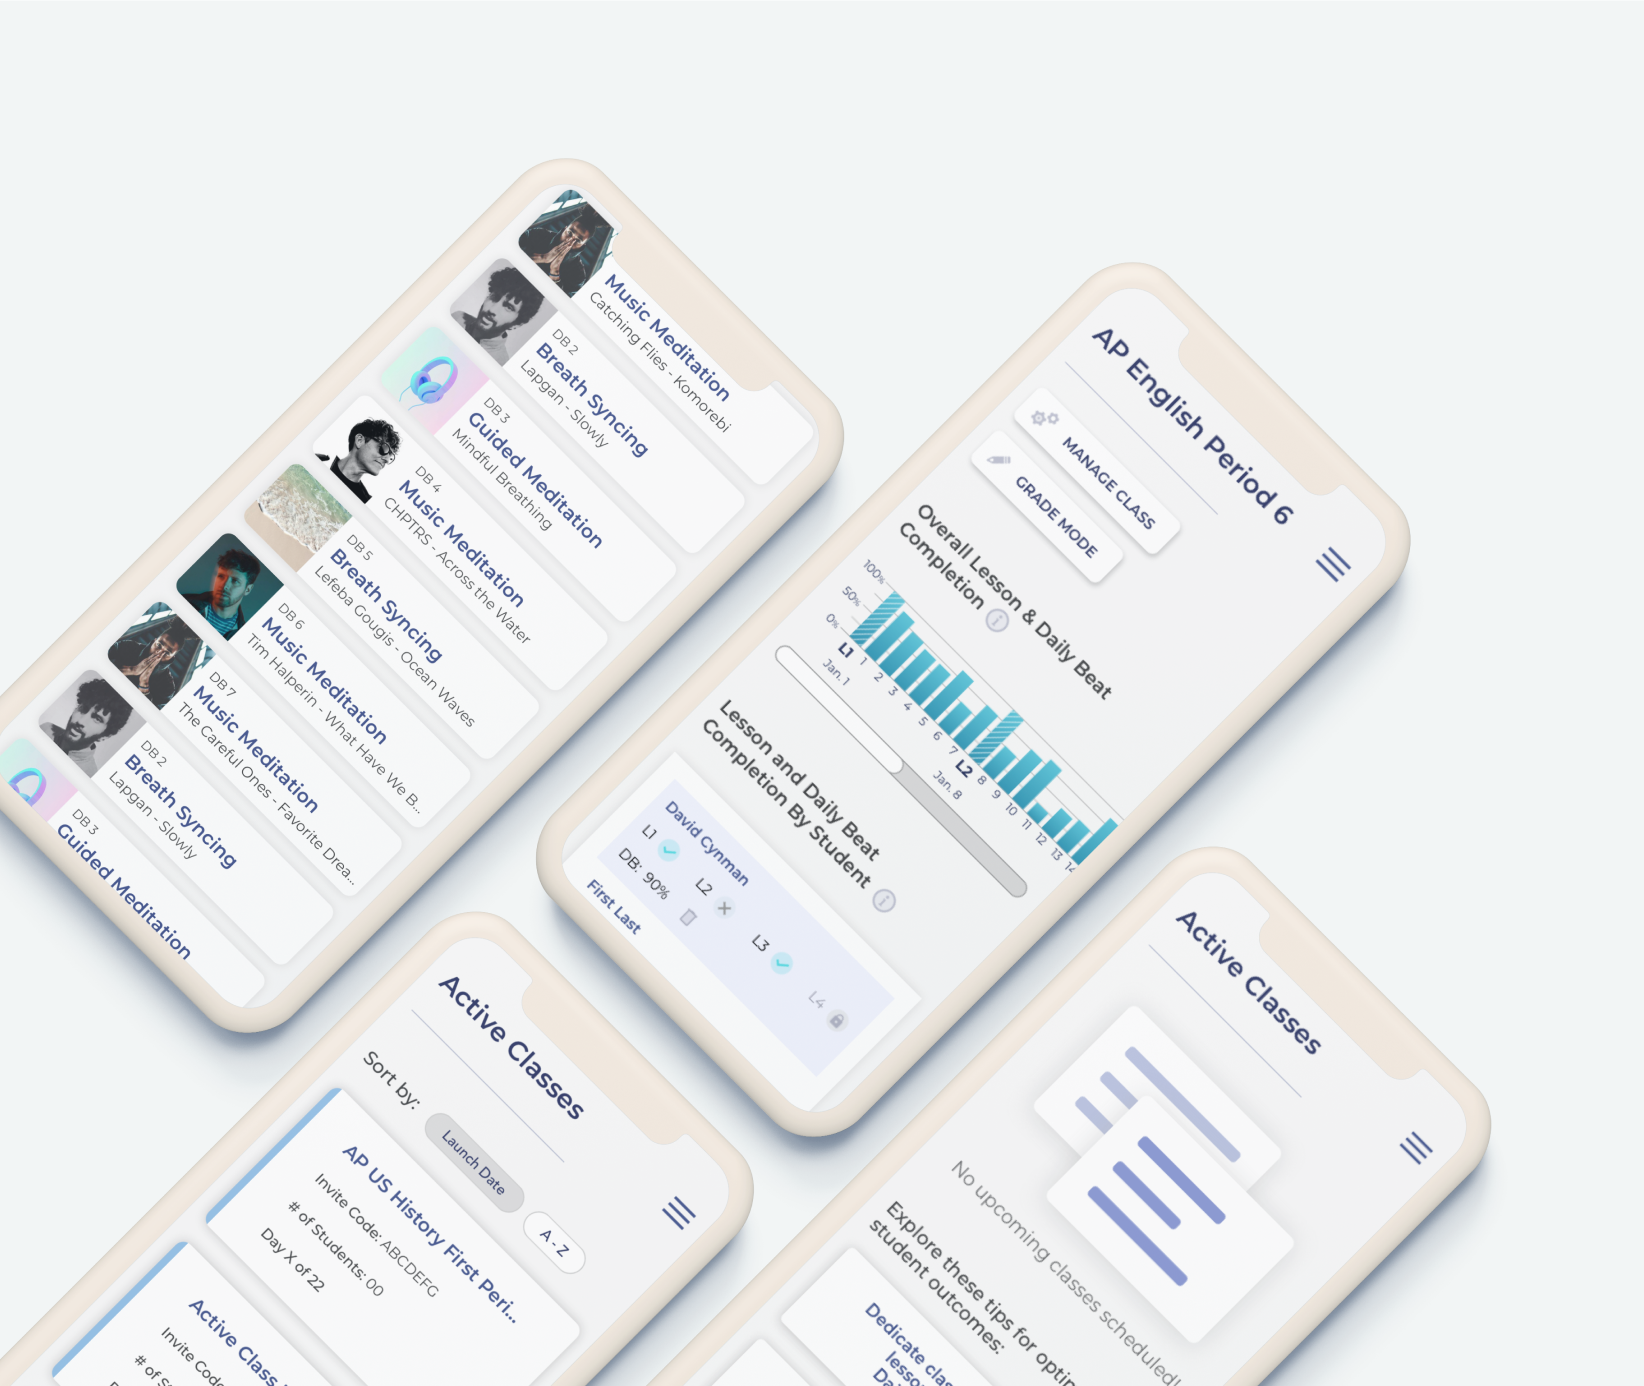 Music Meditation
Catching Flies - Komorebi
DB 2
Breath Syncing
Lapgan - Slowly
DB 3
Guided Meditation
Mindful Breathing
DB 4
Music Meditation
CHPTRS - Across the Water
DB 5
Breath Syncing
Lefeba Gougis - Ocean Waves
DB 6
Music Meditation
Tim Halperin - What Have We B...
DB 7
Music Meditation
The Careful Ones - Favorite Drea...
DB 2
Breath Syncing
Lapgan - Slowly
DB 3
Guided Meditation
AP English Period 6
MANAGE CLASS
GRADE MODE
Overall Lesson & Daily Beat
Completion
i
100%
50%
0%
L1 1 2 3 4 5 6 7 L2 8 9 10 11 12 13 14
Jan. 1
Jan. 8
Lesson and Daily Beat
Completion By Student
i
David Cynman
L1 L2 L3 L4
DB: 90%
First Last
Active Classes
Sort by:
Launch Date
A - Z
AP US History First Peri...
Invite Code: ABCDEFG
# of Students: 00
Day X of 22
Active Class
Invite Code
# of S
Active Classes
No upcoming classes scheduled!
Explore these tips for optim
student outcomes:
Dedicate clas
lesso
Da